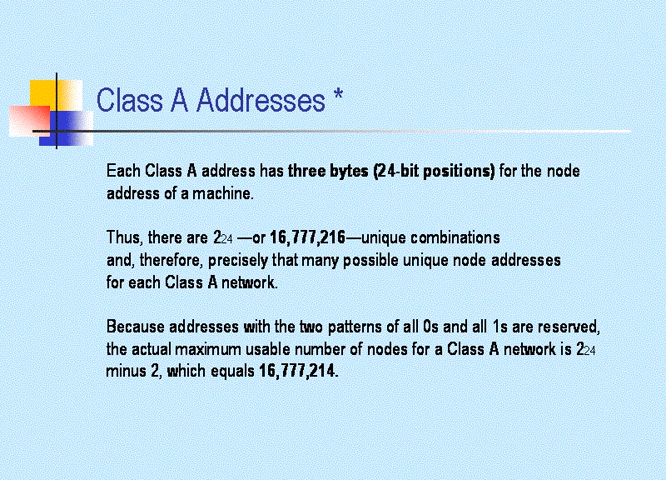 Class A Addresses *
Each Class A address has three bytes (24-bit positions) for the node
address of a machine.
Thus, there are 224 —or 16,777,216—unique combinations
and, therefore, precisely that many possible unique node addresses
for each Class A network.
Because addresses with the two patterns of all 0s and all 1s are reserved,
the actual maximum usable number of nodes for a Class A network is 224
minus 2, which equals 16,777,214.